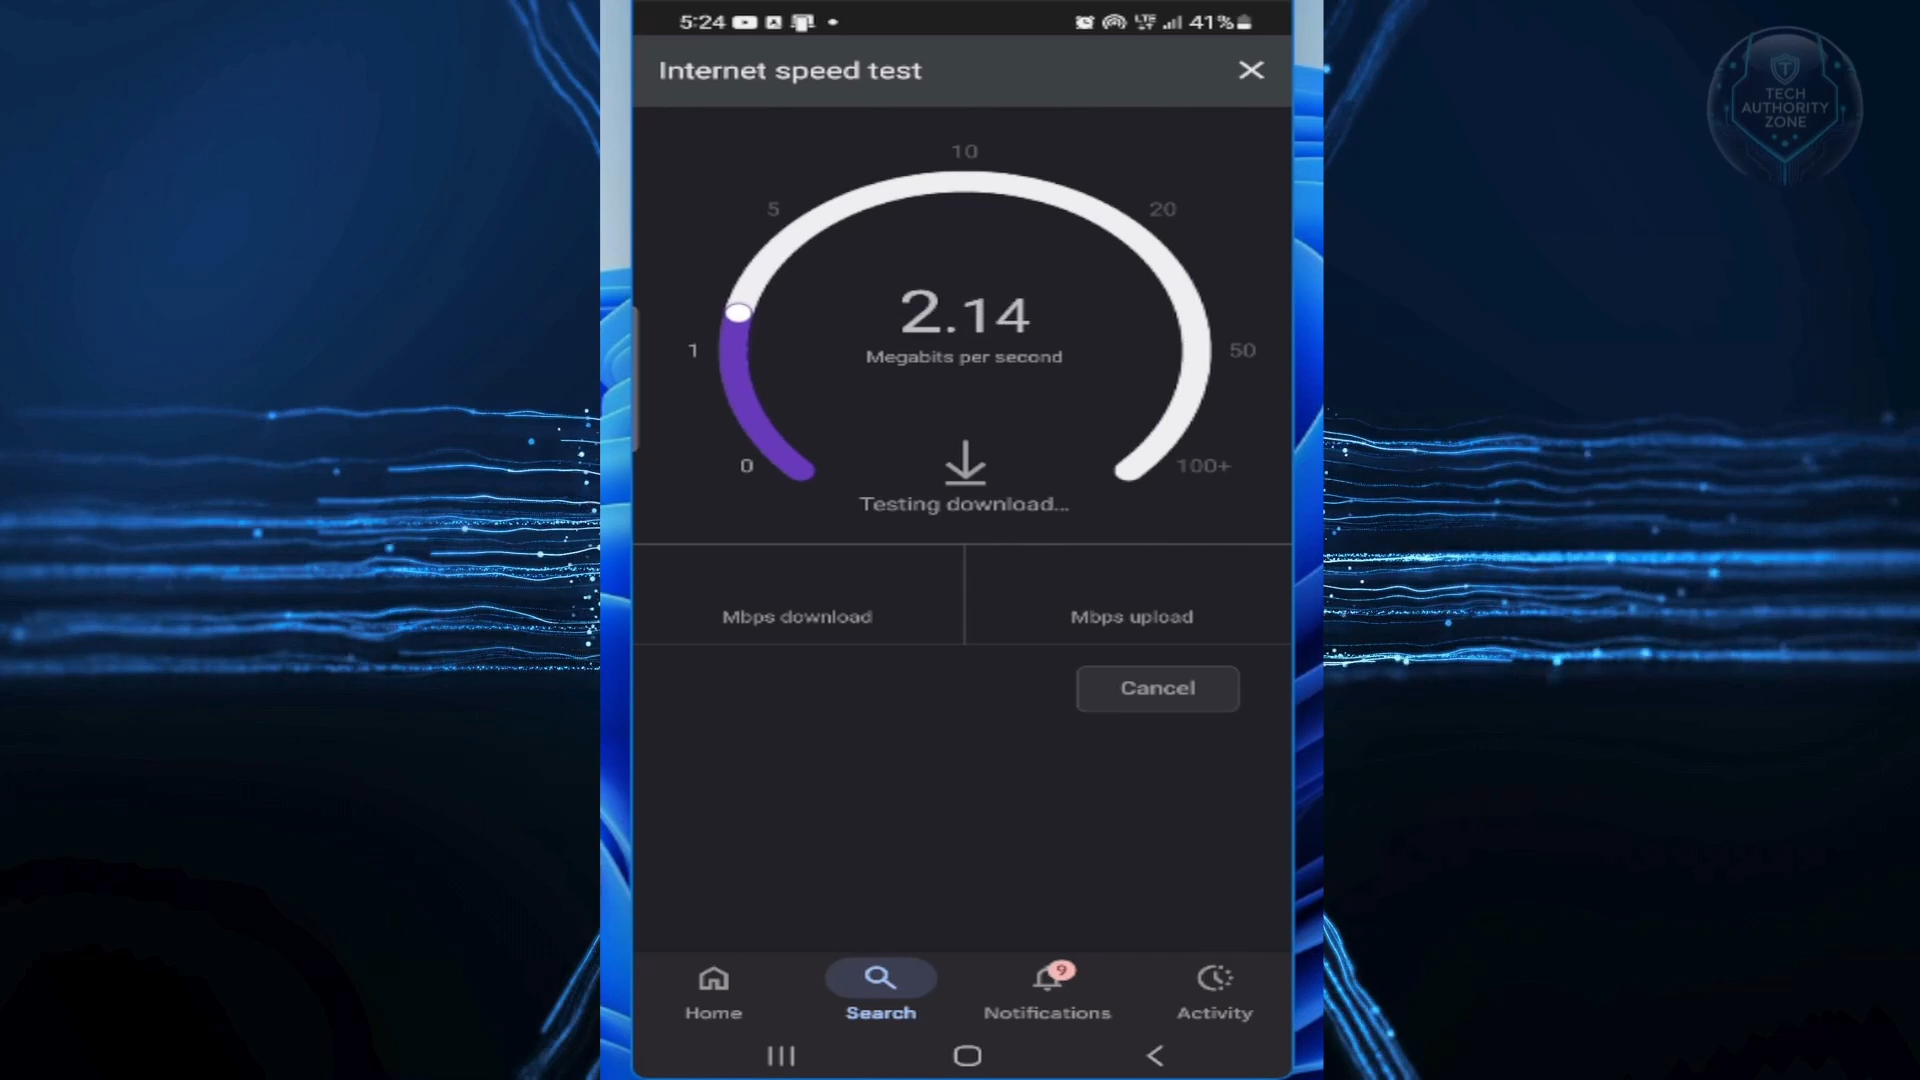 5:24
LTE 41%
TECH
AUTHORITY
ZONE
Internet speed test
10
5
20
2.14
Megabits per second
1
50
0
100+
Testing download...
Mbps download
Mbps upload
Cancel
9
Home
Search
Notifications
Activity